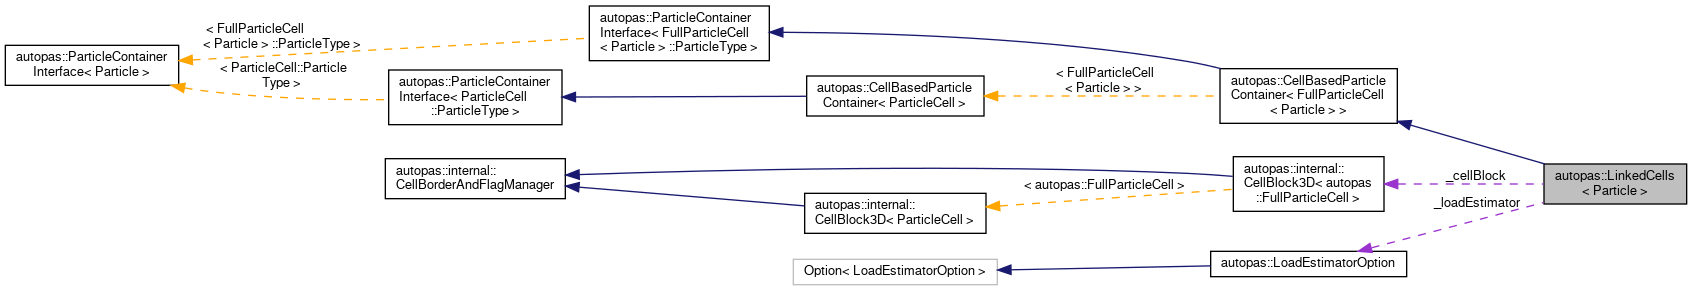 autopas::ParticleContainer
Interface< Particle >
< FullParticleCell
< Particle > ::ParticleType >
< ParticleCell::Particle
Type >
autopas::ParticleContainer
Interface< FullParticleCell
< Particle > ::ParticleType >
autopas::ParticleContainer
Interface< ParticleCell
::ParticleType >
autopas::CellBasedParticle
Container< ParticleCell >
< FullParticleCell
< Particle > >
autopas::CellBasedParticle
Container< FullParticleCell
< Particle > >
autopas::internal::
CellBorderAndFlagManager
autopas::internal::
CellBlock3D< ParticleCell >
< autopas::FullParticleCell >
autopas::internal::
CellBlock3D< autopas
::FullParticleCell >
_cellBlock
_loadEstimator
autopas::LinkedCells
< Particle >
Option< LoadEstimatorOption >
autopas::LoadEstimatorOption